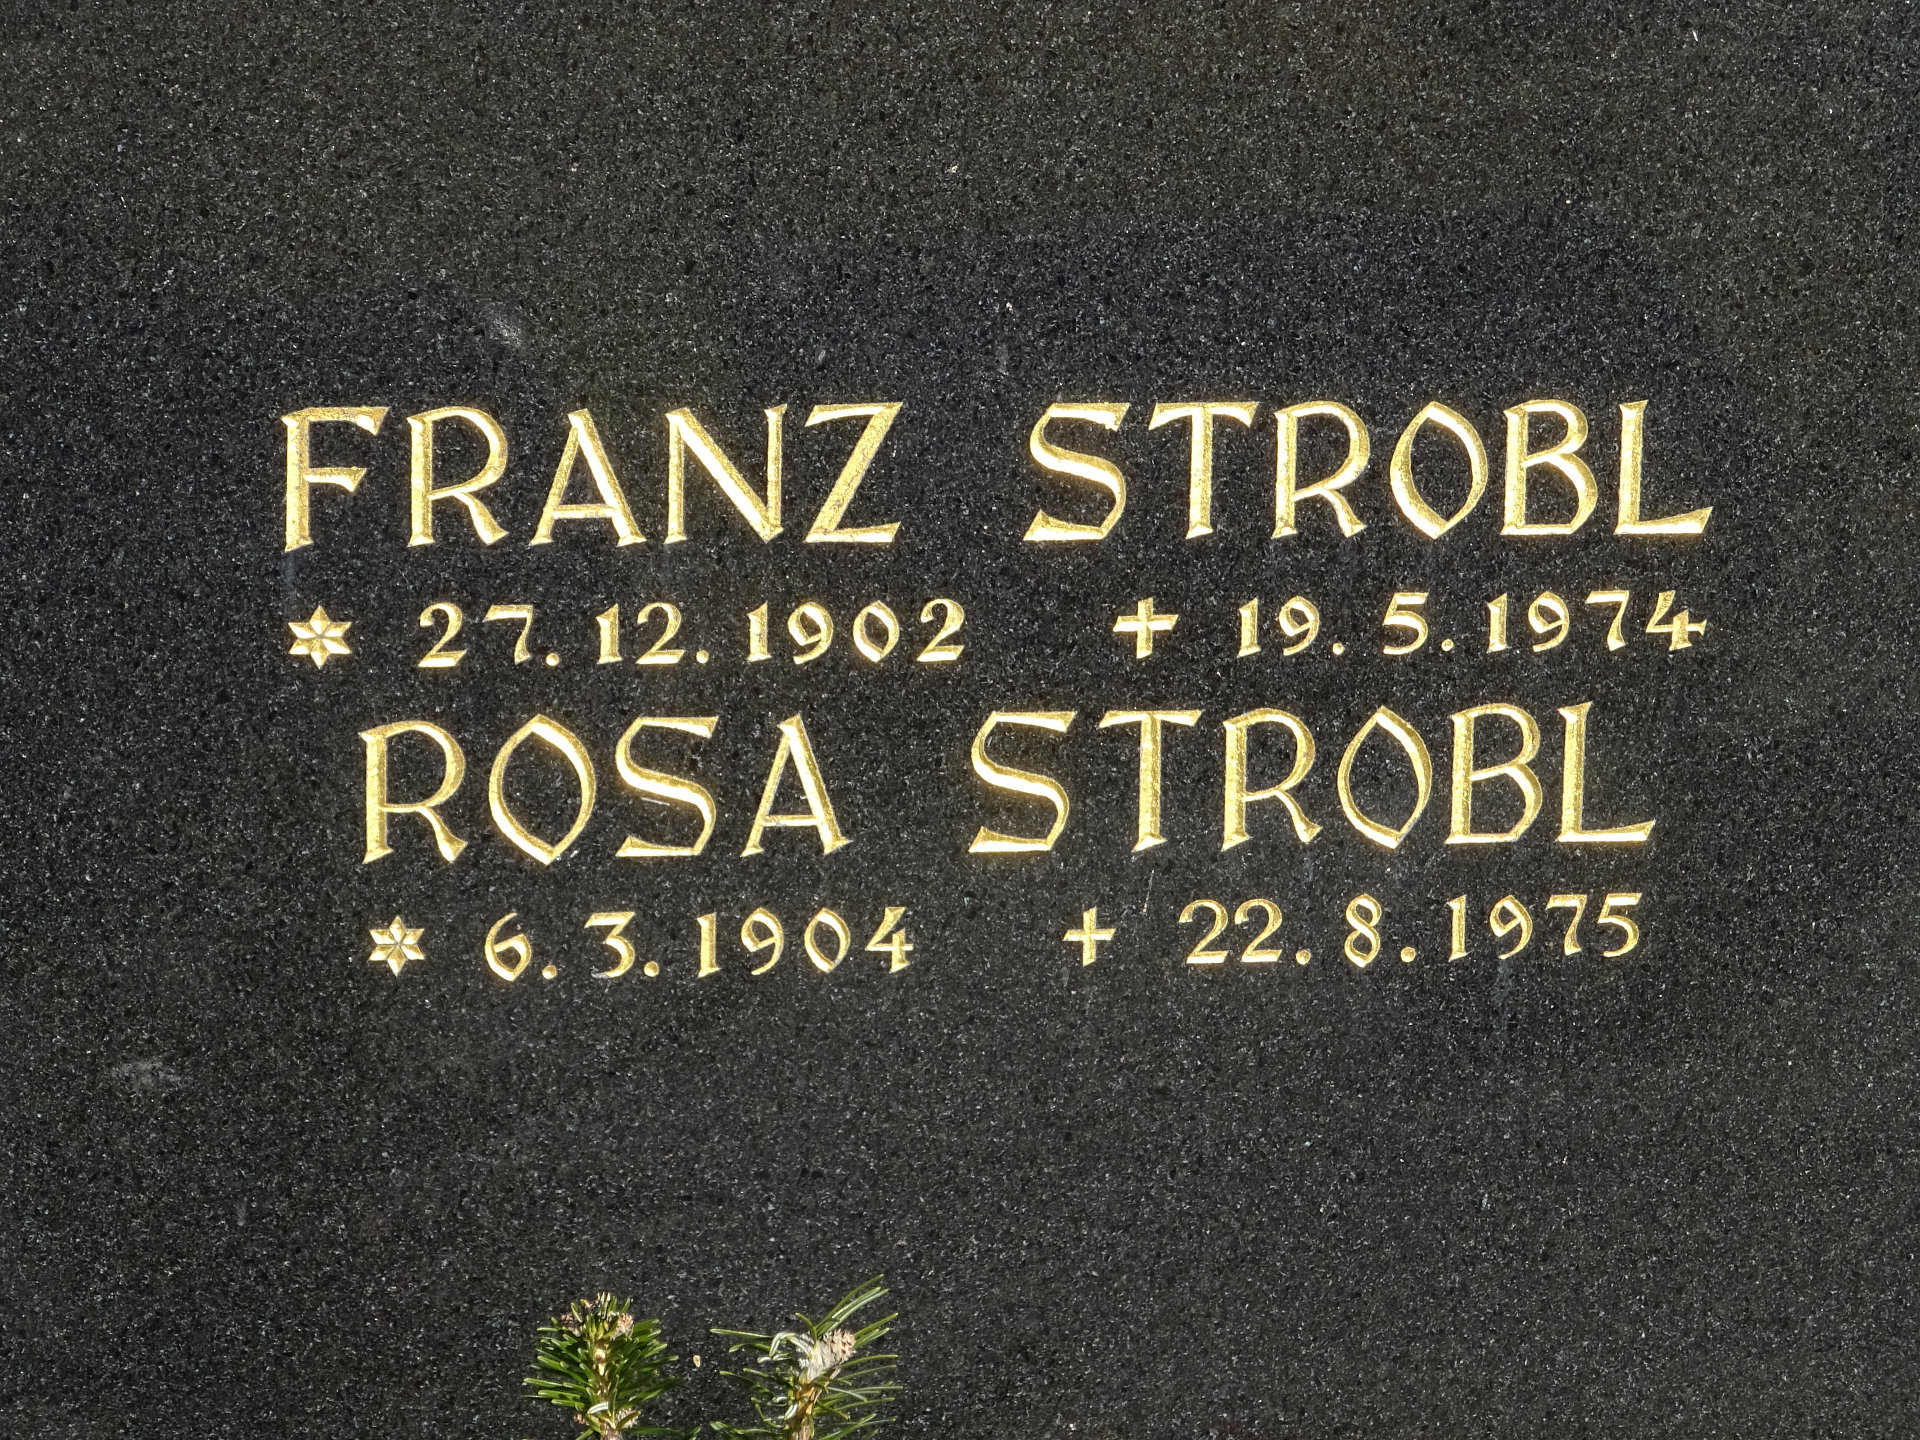 FRANZ STROBL
* 27. 12. 1902 + 19. 5. 1974
ROSA STROBL
* 6. 3. 1904 + 22. 8. 1975